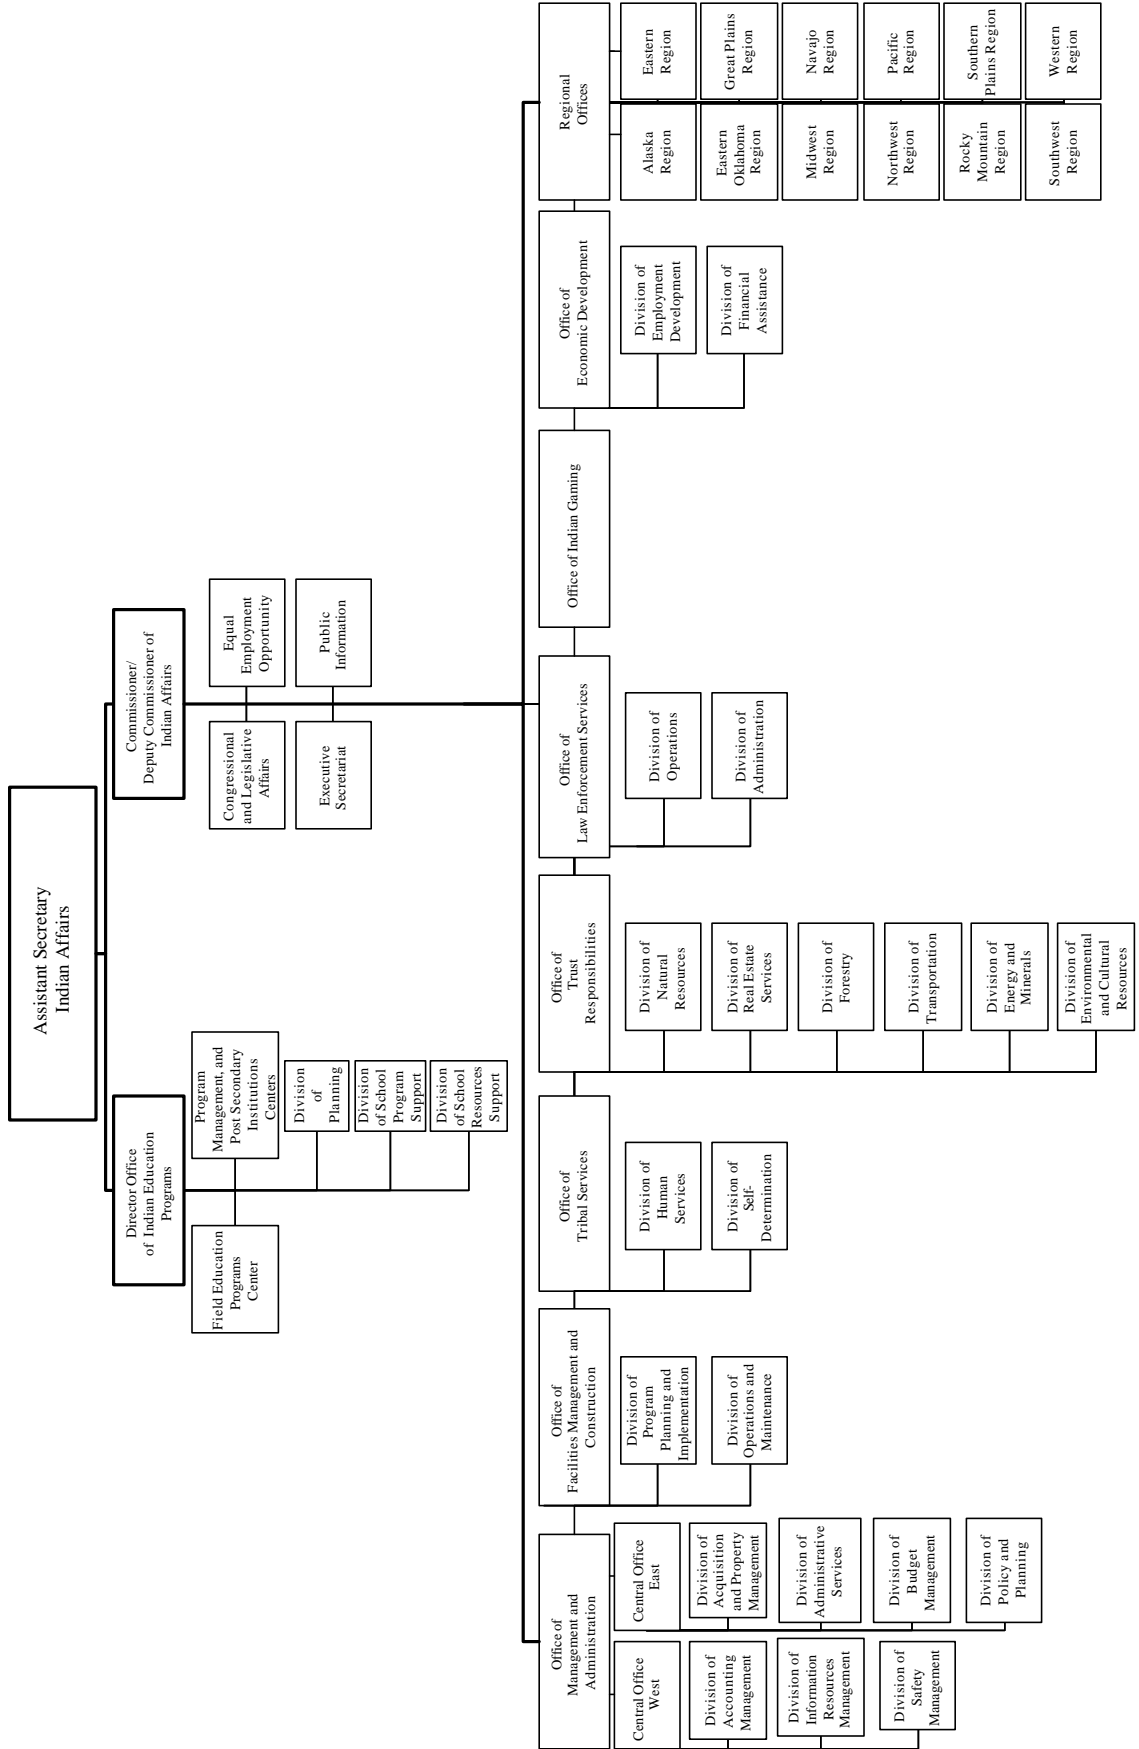 Assistant Secretary
Indian Affairs
Director Office
of Indian Education
Programs
Commissioner/
Deputy Commissioner of
Indian Affairs
Field Education
Programs
Center
Program
Management, and
Post Secondary
Institutions
Centers
Division
of
Planning
Division
of School
Program
Support
Division
of School
Resources
Support
Congressional
and Legislative
Affairs
Equal
Employment
Opportunity
Executive
Secretariat
Public
Information
Office of
Management and
Administration
Central Office
West
Division of
Accounting
Management
Division of
Information
Resources
Management
Division of
Safety
Management
Central Office
East
Division of
Acquisition
and Property
Management
Division of
Administrative
Services
Division of
Budget
Management
Division of
Policy and
Planning
Office of
Facilities Management and
Construction
Division of
Program
Planning and
Implementation
Division of
Operations and
Maintenance
Office of
Tribal Services
Division of
Human
Services
Division of
Self-
Determination
Office of
Trust
Responsibilities
Division of
Natural
Resources
Division of
Real Estate
Services
Division of
Forestry
Division of
Transportation
Division of
Energy and
Minerals
Division of
Environmental
and Cultural
Resources
Office of
Law Enforcement Services
Division of
Operations
Division of
Administration
Office of Indian Gaming
Office of
Economic Development
Division of
Employment
Development
Division of
Financial
Assistance
Regional
Offices
Alaska
Region
Eastern
Region
Eastern
Oklahoma
Region
Great Plains
Region
Midwest
Region
Navajo
Region
Northwest
Region
Pacific
Region
Rocky
Mountain
Region
Southern
Plains Region
Southwest
Region
Western
Region